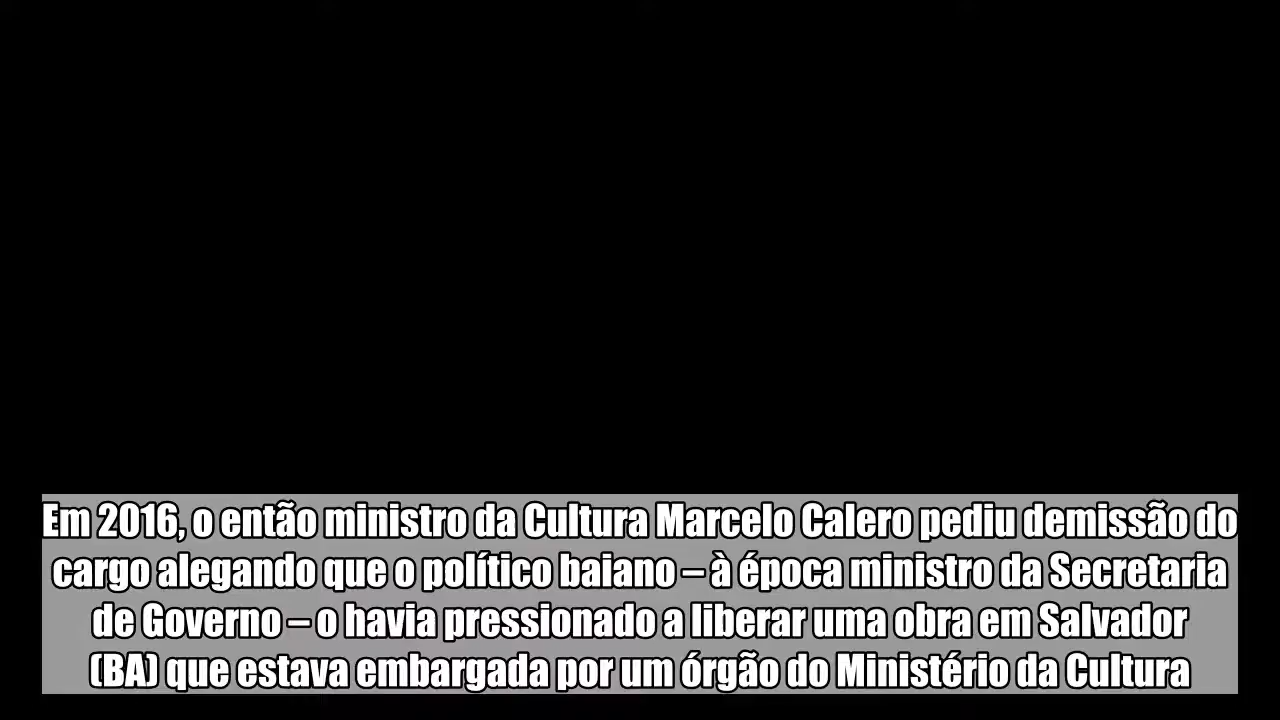 Em 2016, o então ministro da Cultura Marcelo Calero pediu demissão do
cargo alegando que o político baiano – à época ministro da Secretaria
de Governo – o havia pressionado a liberar uma obra em Salvador
(BA) que estava embargada por um órgão do Ministério da Cultura